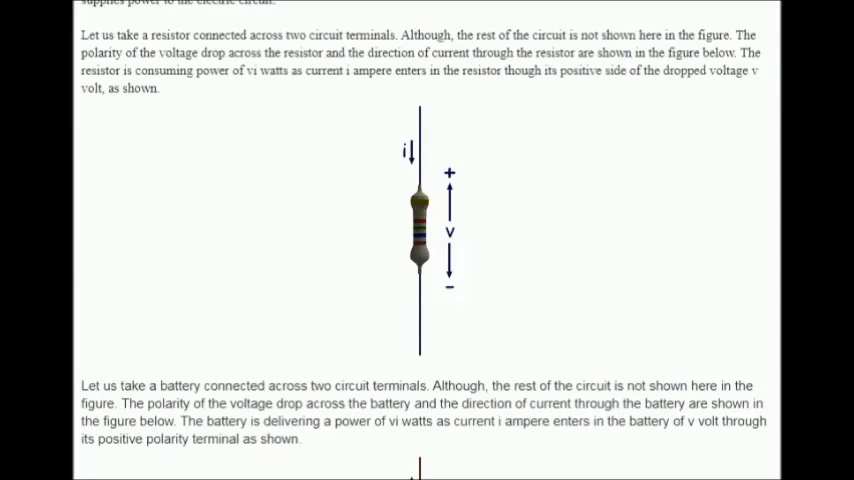 supplies power to the electric circuit.
Let us take a resistor connected across two circuit terminals. Although, the rest of the circuit is not shown here in the figure. The
polarity of the voltage drop across the resistor and the direction of current through the resistor are shown in the figure below. The
resistor is consuming power of vi watts as current i ampere enters in the resistor though its positive side of the dropped voltage v
volt, as shown.
i
+
v
-
Let us take a battery connected across two circuit terminals. Although, the rest of the circuit is not shown here in the
figure. The polarity of the voltage drop across the battery and the direction of current through the battery are shown in
the figure below. The battery is delivering a power of vi watts as current i ampere enters in the battery of v volt through
its positive polarity terminal as shown.